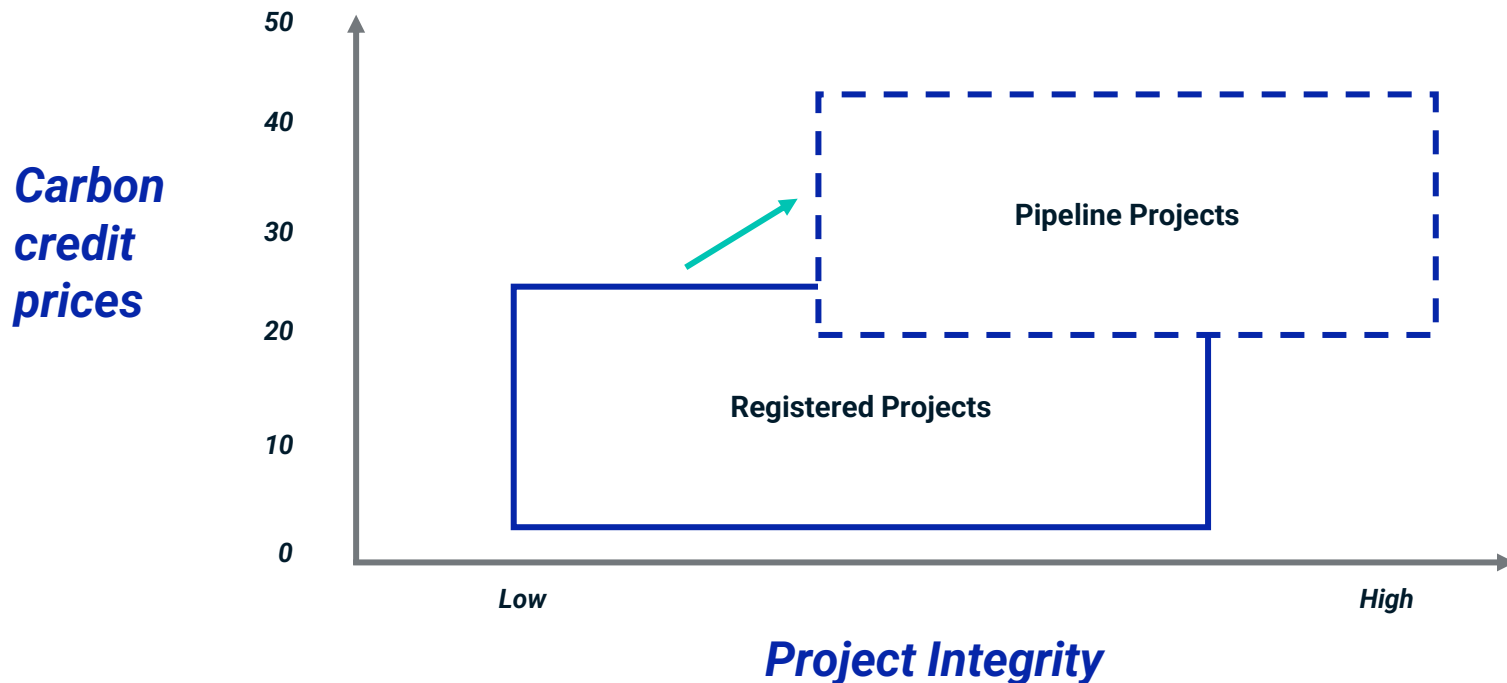 50
40
Carbon
credit
prices
30
20
10
0
Pipeline Projects
Registered Projects
Low
High
Project Integrity